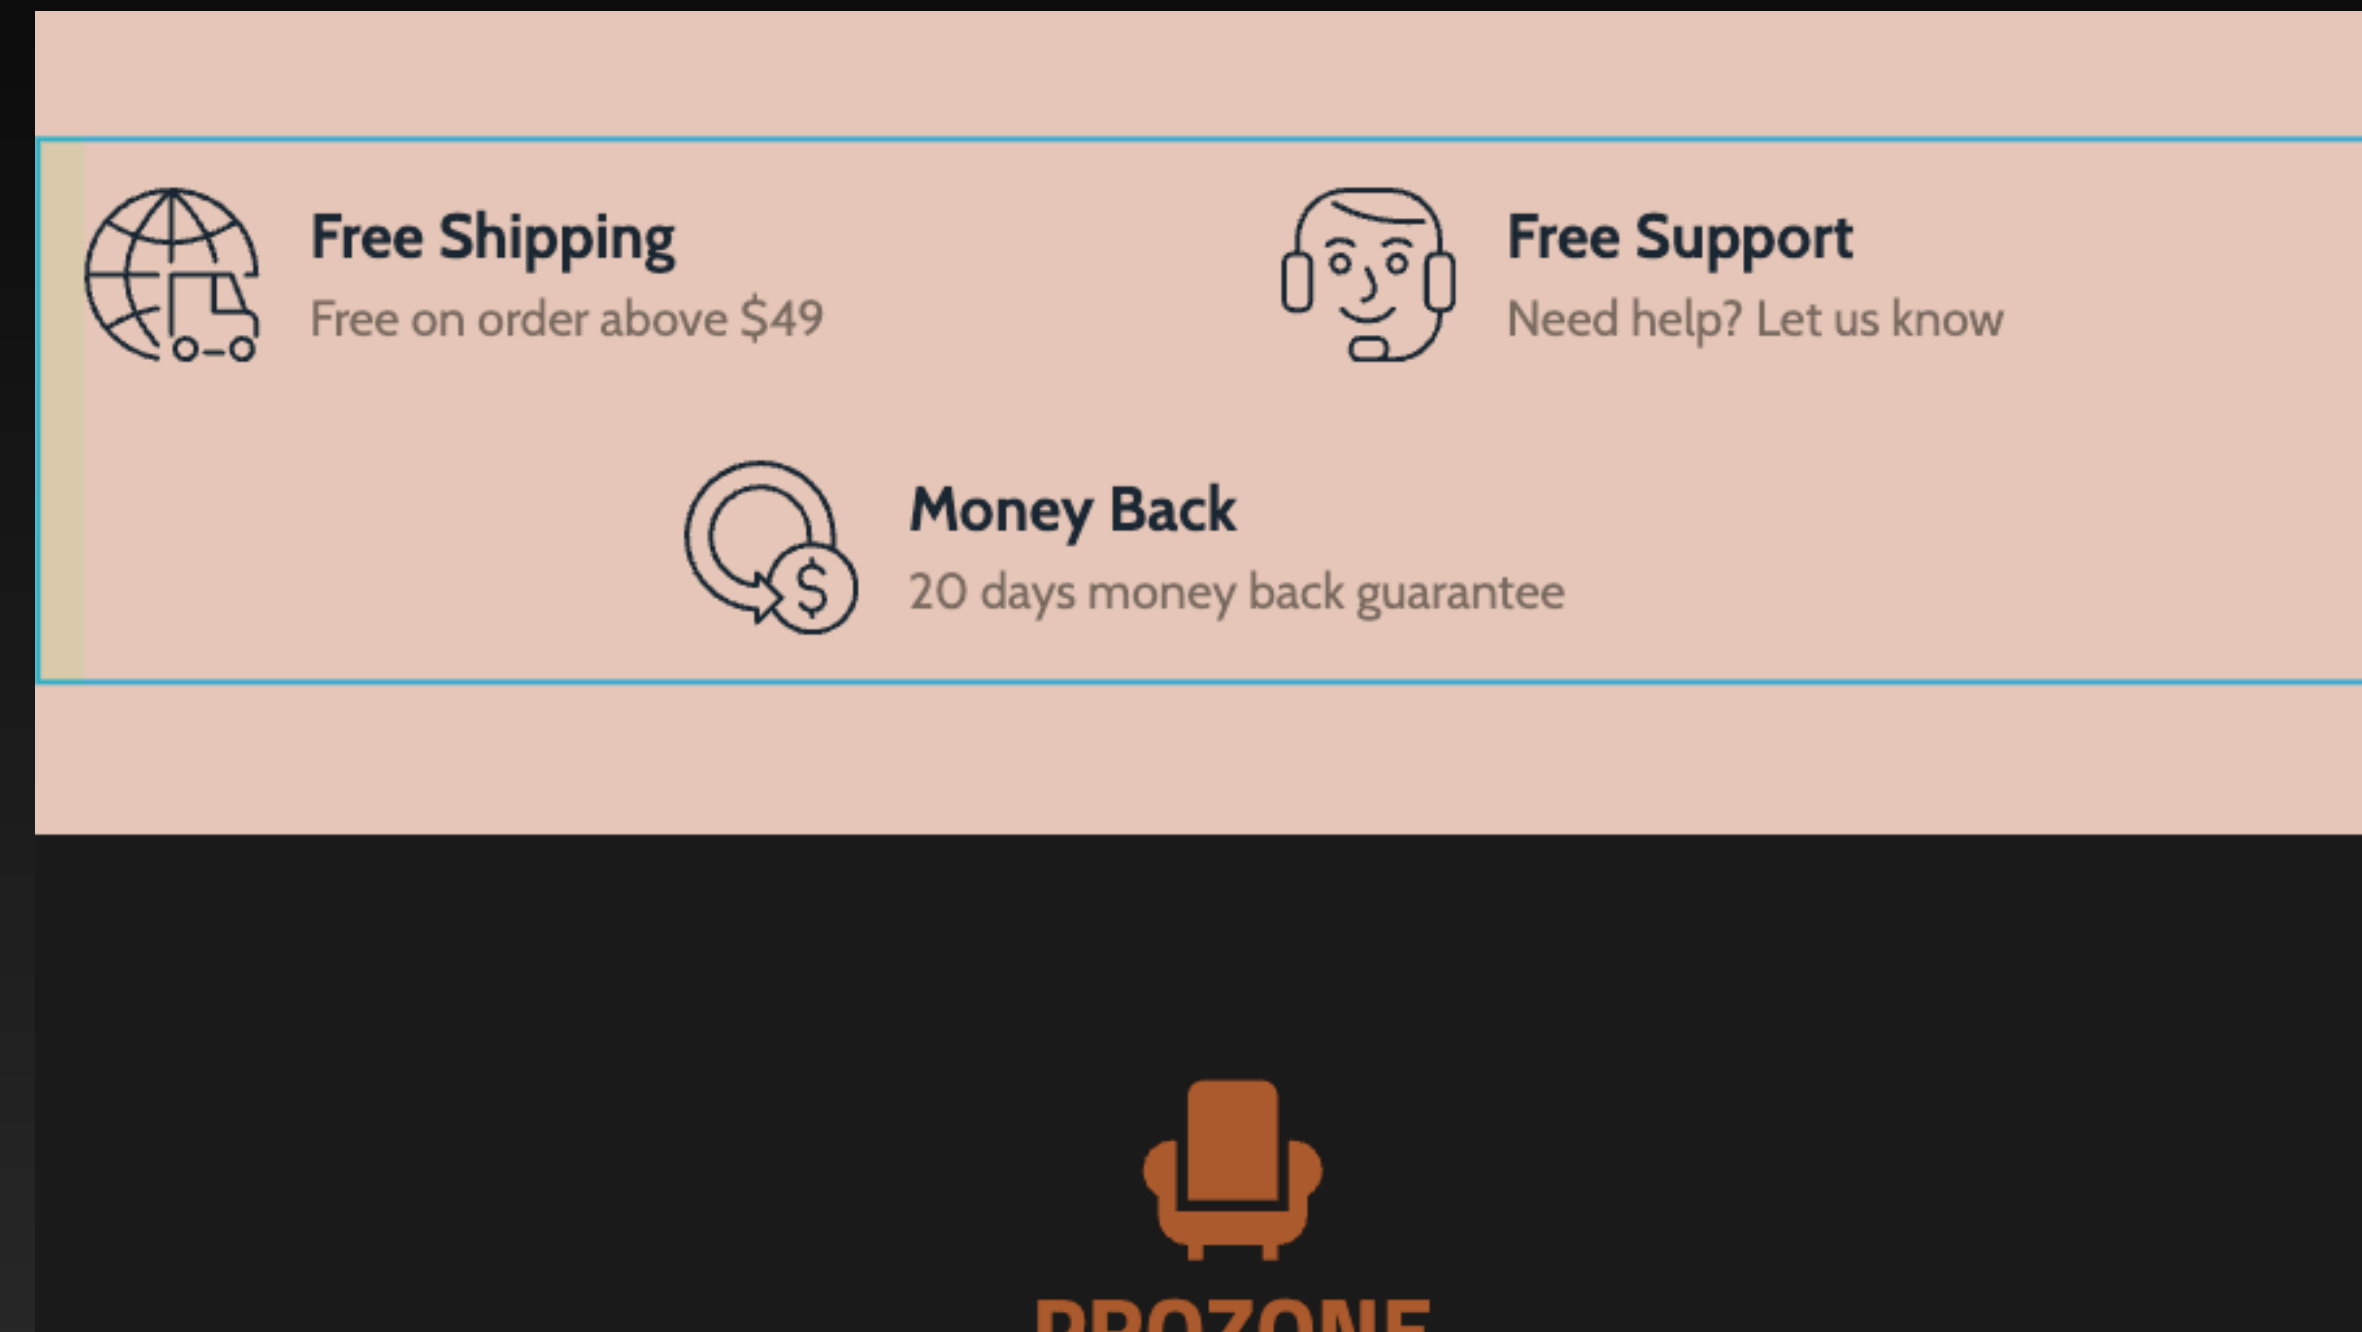 Free Shipping
Free on order above $49
Free Support
Need help? Let us know
Money Back
20 days money back guarantee
PROZONE